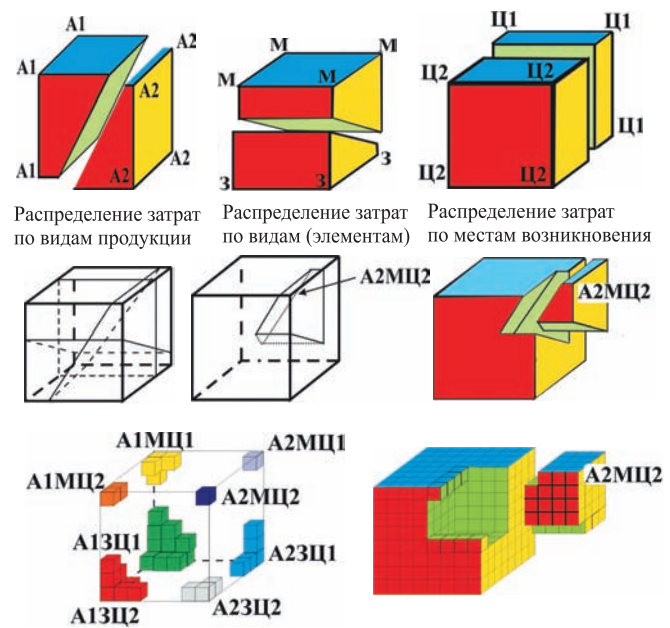 А1
А2
А1
А2
А1
А2
А2
М
М
М
М
З
З
З
Ц1
Ц1
Ц2
Ц2
Ц1
Ц2
Ц2
Распределение затрат
по видам продукции
Распределение затрат
по видам (элементам)
Распределение затрат
по местам возникновения
А2МЦ2
А2МЦ2
А1МЦ1
А2МЦ1
А1МЦ2
А2МЦ2
А1ЗЦ1
А2ЗЦ1
А1ЗЦ2
А2ЗЦ2
А2МЦ2